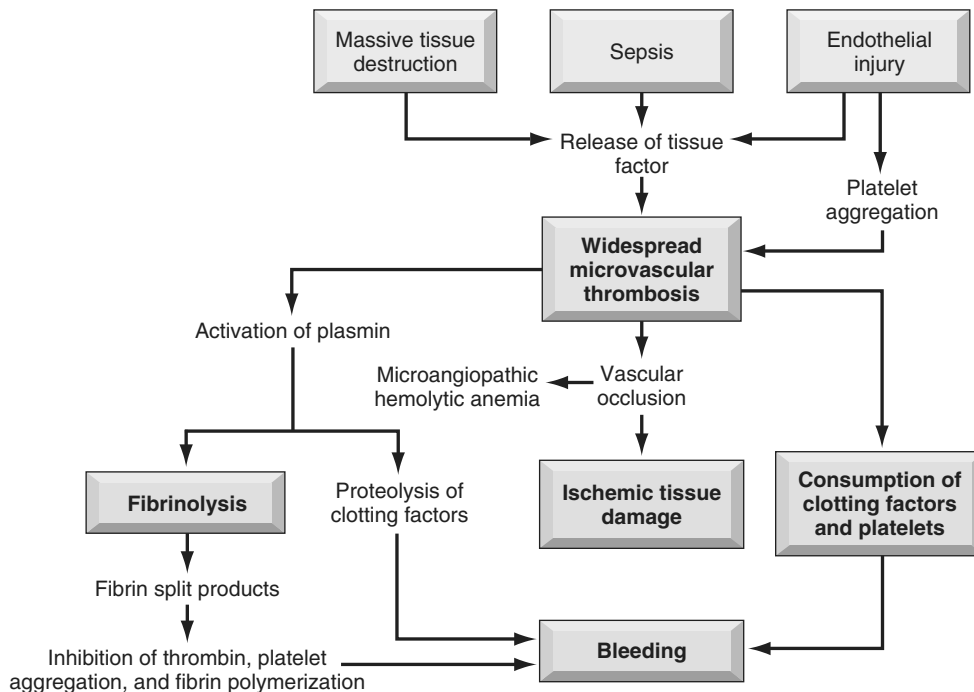 Massive tissue
destruction
Sepsis
Endothelial
injury
Release of tissue
factor
Platelet
aggregation
Widespread
microvascular
thrombosis
Activation of plasmin
Microangiopathic
hemolytic anemia
Vascular
occlusion
Fibrinolysis
Proteolysis of
clotting factors
Ischemic tissue
damage
Consumption of
clotting factors
and platelets
Fibrin split products
Inhibition of thrombin, platelet
aggregation, and fibrin polymerization
Bleeding